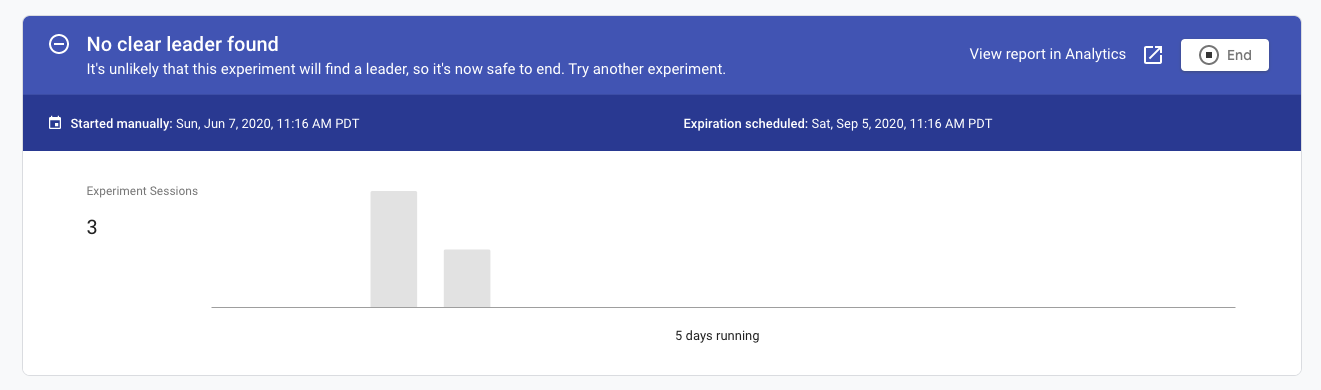 No clear leader found
It's unlikely that this experiment will find a leader, so it's now safe to end. Try another experiment.
View report in Analytics
End
Started manually: Sun, Jun 7, 2020, 11:16 AM PDT
Expiration scheduled: Sat, Sep 5, 2020, 11:16 AM PDT
Experiment Sessions
3
5 days running